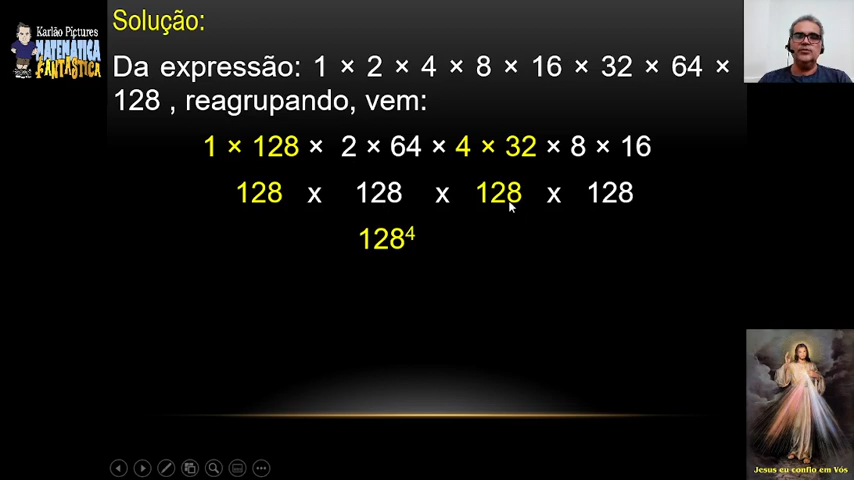 Karlão Pictures
MATEMÁTICA
FANTÁSTICA
Solução:
Da expressão: 1 × 2 × 4 × 8 × 16 × 32 × 64 ×
128 , reagrupando, vem:
1 × 128 × 2 × 64 × 4 × 32 × 8 × 16
128 x 128 x 128 x 128
128⁴
Jesus eu confio em Vós